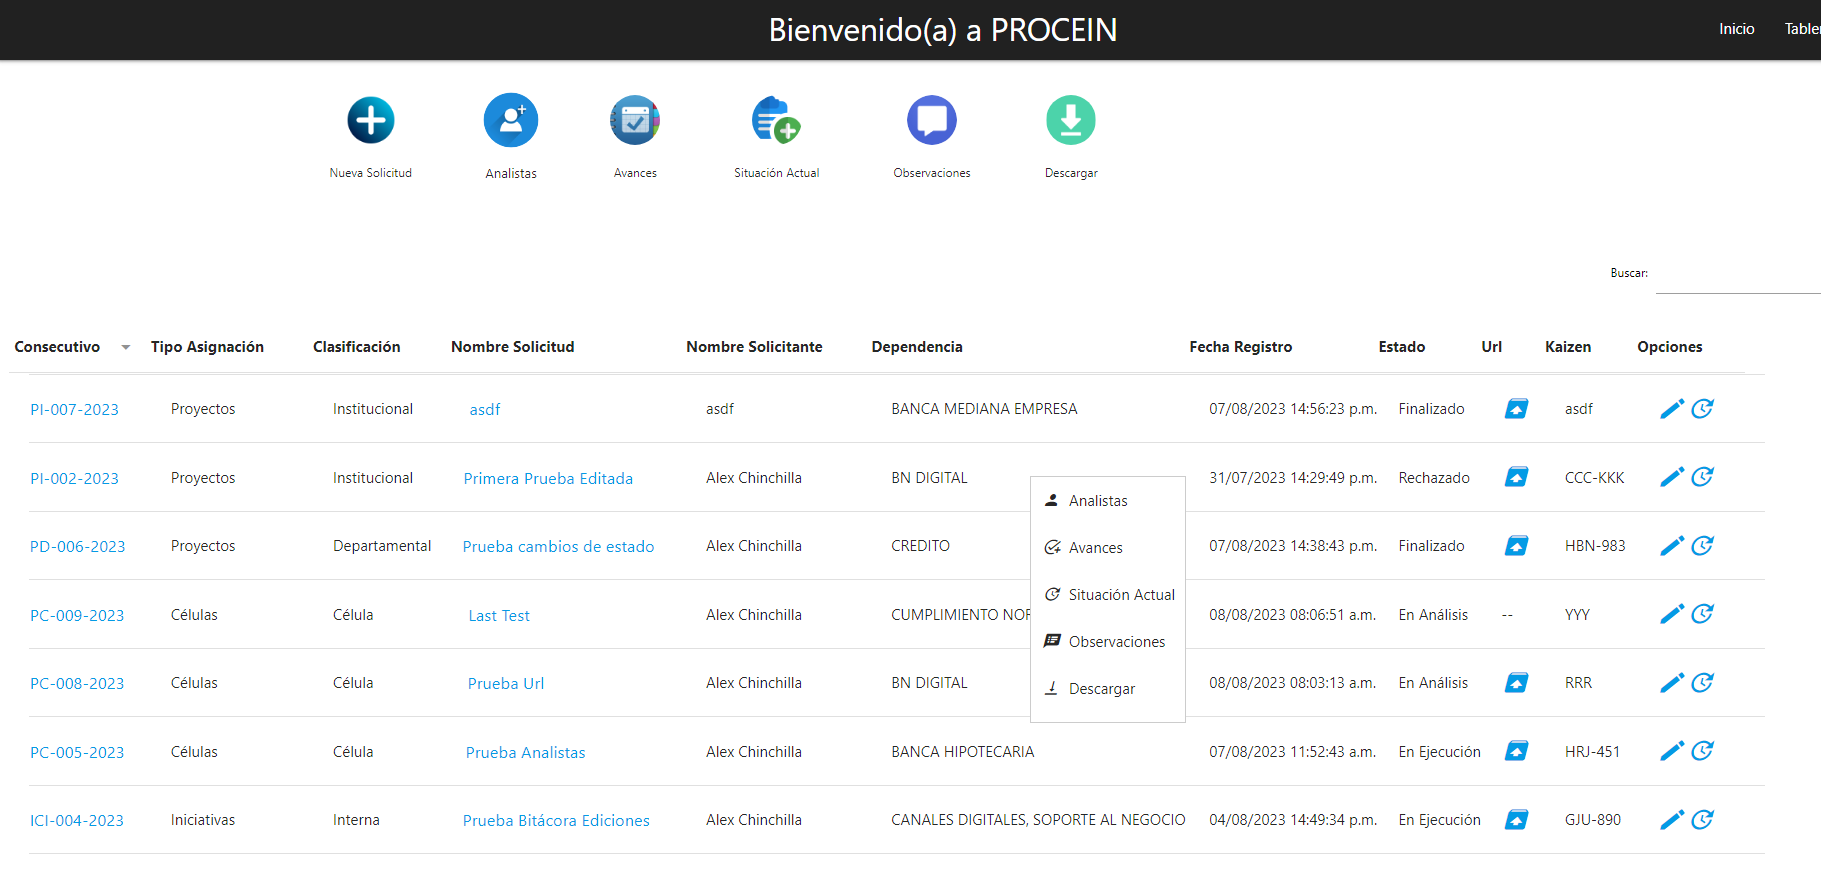 Bienvenido(a) a PROCEIN
Inicio
Nueva Solicitud
Analistas
Avances
Situación Actual
Observaciones
Descargar
Buscar:
Consecutivo Tipo Asignación Clasificación Nombre Solicitud Nombre Solicitante Dependencia Fecha Registro Estado Url Kaizen Opciones
PI-007-2023 Proyectos Institucional asdf asdf BANCA MEDIANA EMPRESA 07/08/2023 14:56:23 p.m. Finalizado asdf
PI-002-2023 Proyectos Institucional Primera Prueba Editada Alex Chinchilla BN DIGITAL 31/07/2023 14:29:49 p.m. Rechazado CCC-KKK
PD-006-2023 Proyectos Departamental Prueba cambios de estado Alex Chinchilla CREDITO 07/08/2023 14:38:43 p.m. Finalizado HBN-983
PC-009-2023 Células Célula Last Test Alex Chinchilla CUMPLIMIENTO 08/08/2023 08:06:51 a.m. En Análisis -- YYY
PC-008-2023 Células Célula Prueba Url Alex Chinchilla BN DIGITAL 08/08/2023 08:03:13 a.m. En Análisis RRR
PC-005-2023 Células Célula Prueba Analistas Alex Chinchilla BANCA HIPOTECARIA 07/08/2023 11:52:43 a.m. En Ejecución HRJ-451
ICI-004-2023 Iniciativas Interna Prueba Bitácora Ediciones Alex Chinchilla CANALES DIGITALES, SOPORTE AL NEGOCIO 04/08/2023 14:49:34 p.m. En Ejecución GJU-890
Analistas
Avances
Situación Actual
Observaciones
Descargar